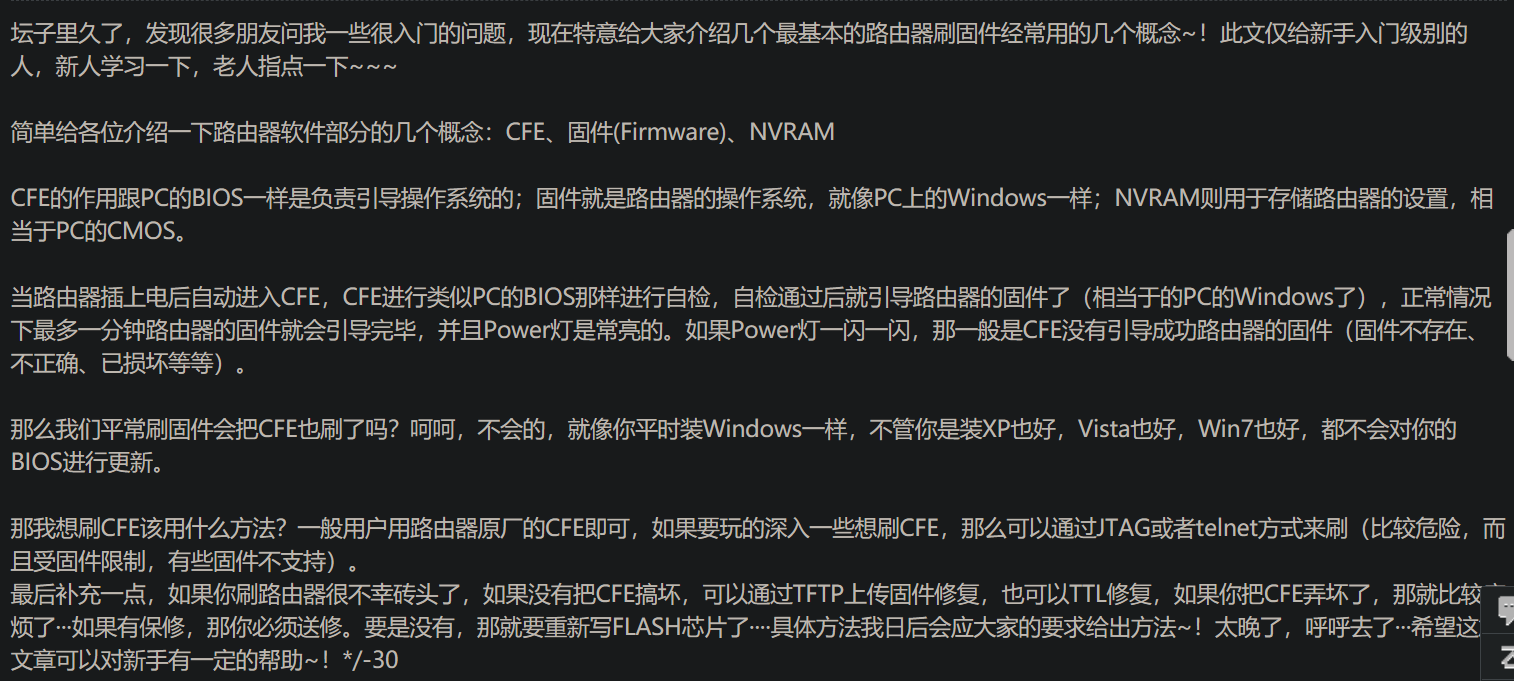 坛子里久了，发现很多朋友问我一些很入门的问题，现在特意给大家介绍几个最基本的路由器刷固件经常用的几个概念~！此文仅给新手入门级别的
人，新人学习一下，老人指点一下~~~
简单给各位介绍一下路由器软件部分的几个概念：CFE、固件(Firmware)、NVRAM
CFE的作用跟PC的BIOS一样是负责引导操作系统的；固件就是路由器的操作系统，就像PC上的Windows一样；NVRAM则用于存储路由器的设置，相
当于PC的CMOS。
当路由器插上电后自动进入CFE，CFE进行类似PC的BIOS那样进行自检，自检通过后就引导路由器的固件了（相当于的PC的Windows了），正常情况
下最多一分钟路由器的固件就会引导完毕，并且Power灯是常亮的。如果Power灯一闪一闪，那一般是CFE没有引导成功路由器的固件（固件不存在、
不正确、已损坏等等）。
那么我们平常刷固件会把CFE也刷了吗？呵呵，不会的，就像你平时装Windows一样，不管你是装XP也好，Vista也好，Win7也好，都不会对你的
BIOS进行更新。
那我想刷CFE该用什么方法？一般用户用路由器原厂的CFE即可，如果要玩的深入一些想刷CFE，那么可以通过JTAG或者telnet方式来刷（比较危险，而
且受固件限制，有些固件不支持）。
最后补充一点，如果你刷路由器很不幸砖头了，如果没有把CFE搞坏，可以通过TFTP上传固件修复，也可以TTL修复，如果你把CFE弄坏了，那就比较
烦了···如果有保修，那你必须送修。要是没有，那就要重新写FLASH芯片了····具体方法我日后会应大家的要求给出方法~！太晚了，呼呼去了···希望这
文章可以对新手有一定的帮助~！*/-30